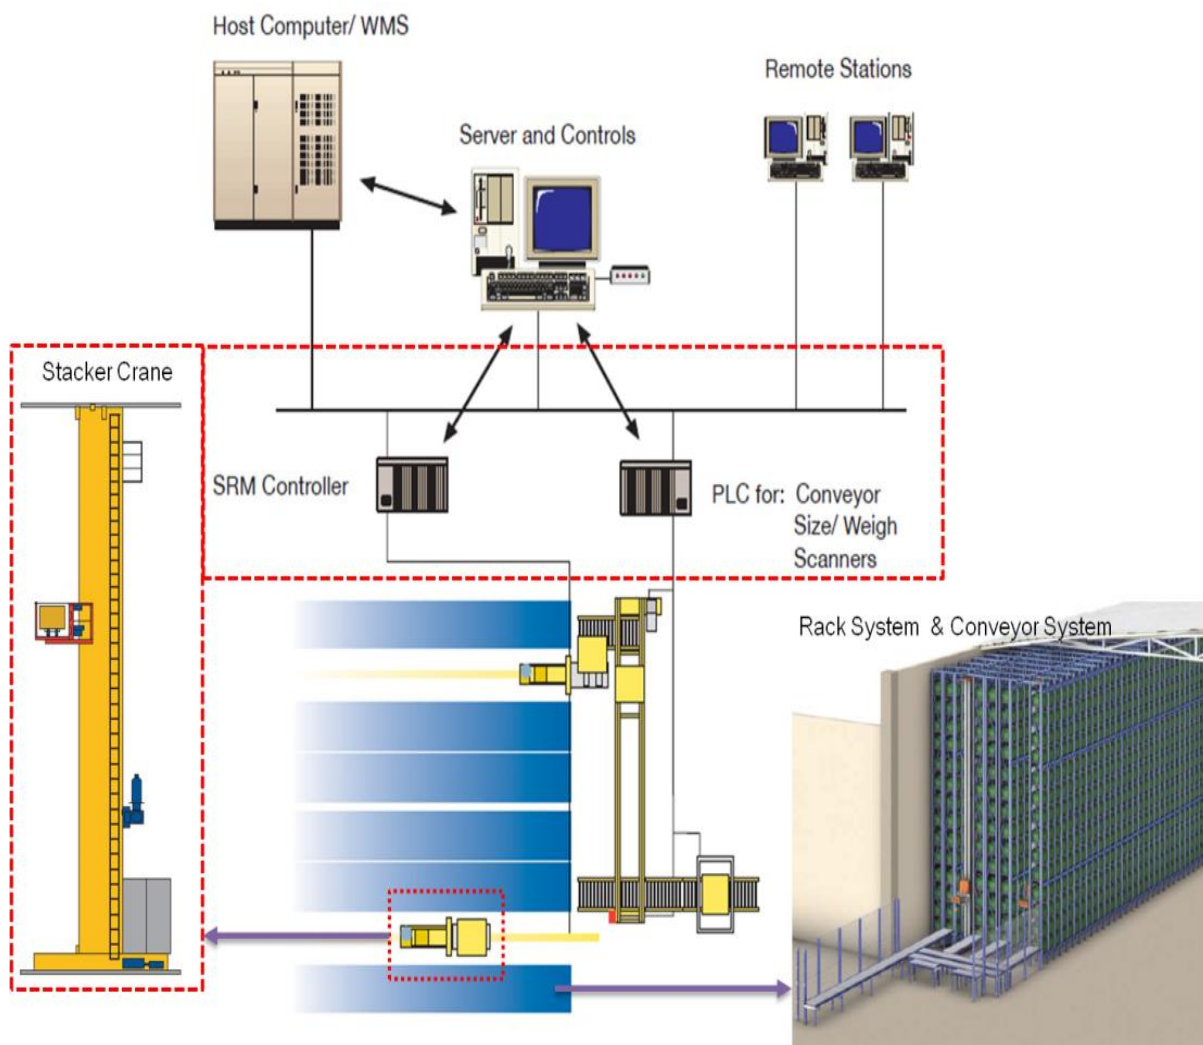 Host Computer/ WMS
Remote Stations
Server and Controls
Stacker Crane
SRM Controller
PLC for: Conveyor
Size/ Weigh
Scanners
Rack System & Conveyor System